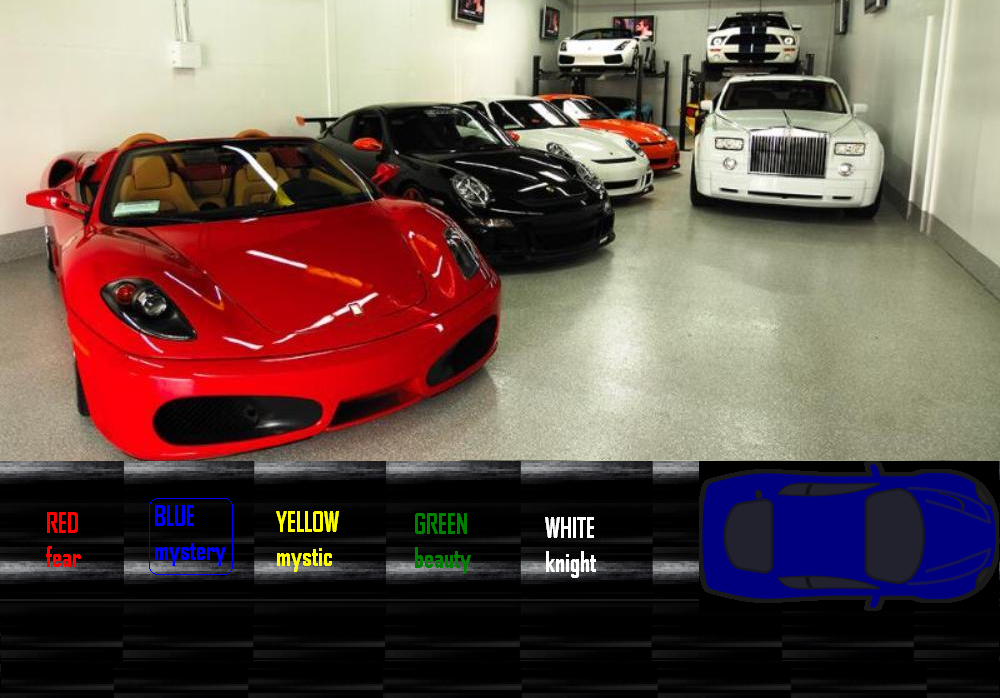 RED
fear
BLUE
mystery
YELLOW
mystic
GREEN
beauty
WHITE
knight